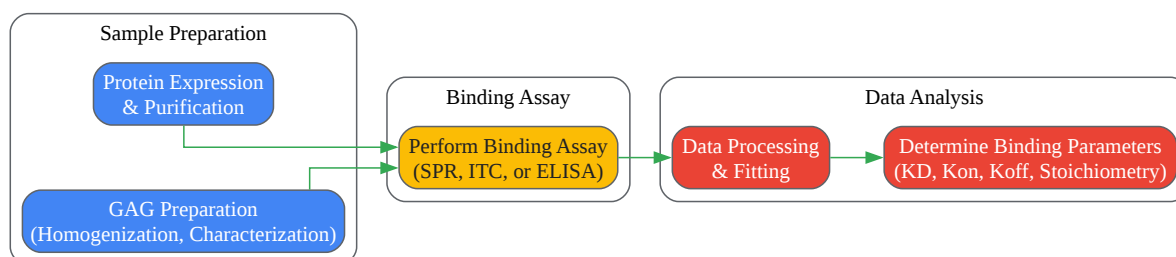 Sample Preparation
Protein Expression
& Purification
GAG Preparation
(Homogenization, Characterization)
Binding Assay
Perform Binding Assay
(SPR, ITC, or ELISA)
Data Analysis
Data Processing
& Fitting
Determine Binding Parameters
(KD, Kon, Koff, Stoichiometry)